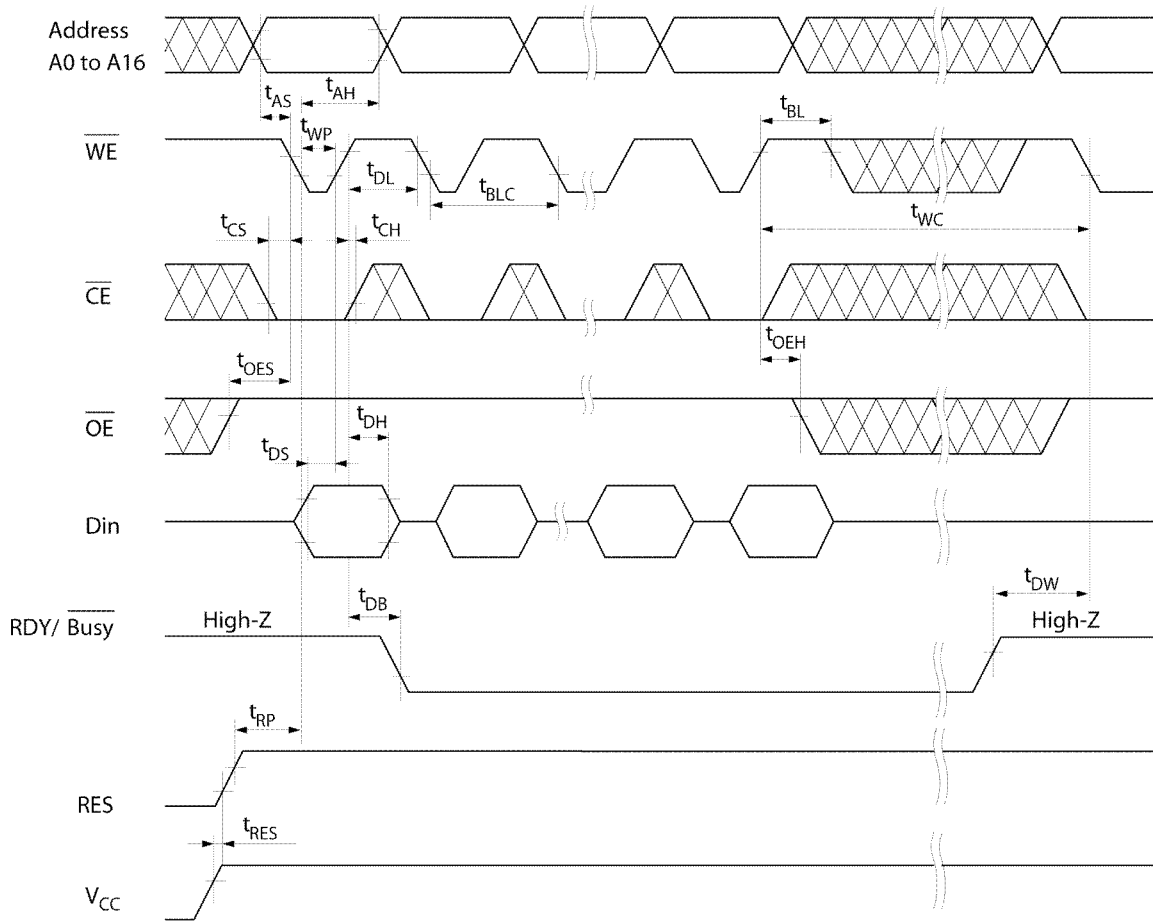 Address
A0 to A16
tAS
tAH
tBL
tWP
WE
tDL
tBLC
tWC
tCS
tCH
CE
tOEH
tOES
OE
tDH
tDS
Din
tDB
tDW
RDY/ Busy
High-Z
High-Z
tRP
RES
tRES
VCC